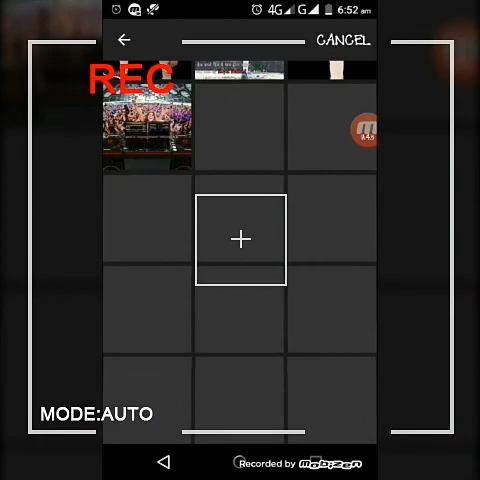 4G G 6:52 am
CANCEL
REC
MODE:AUTO
Recorded by mobizen